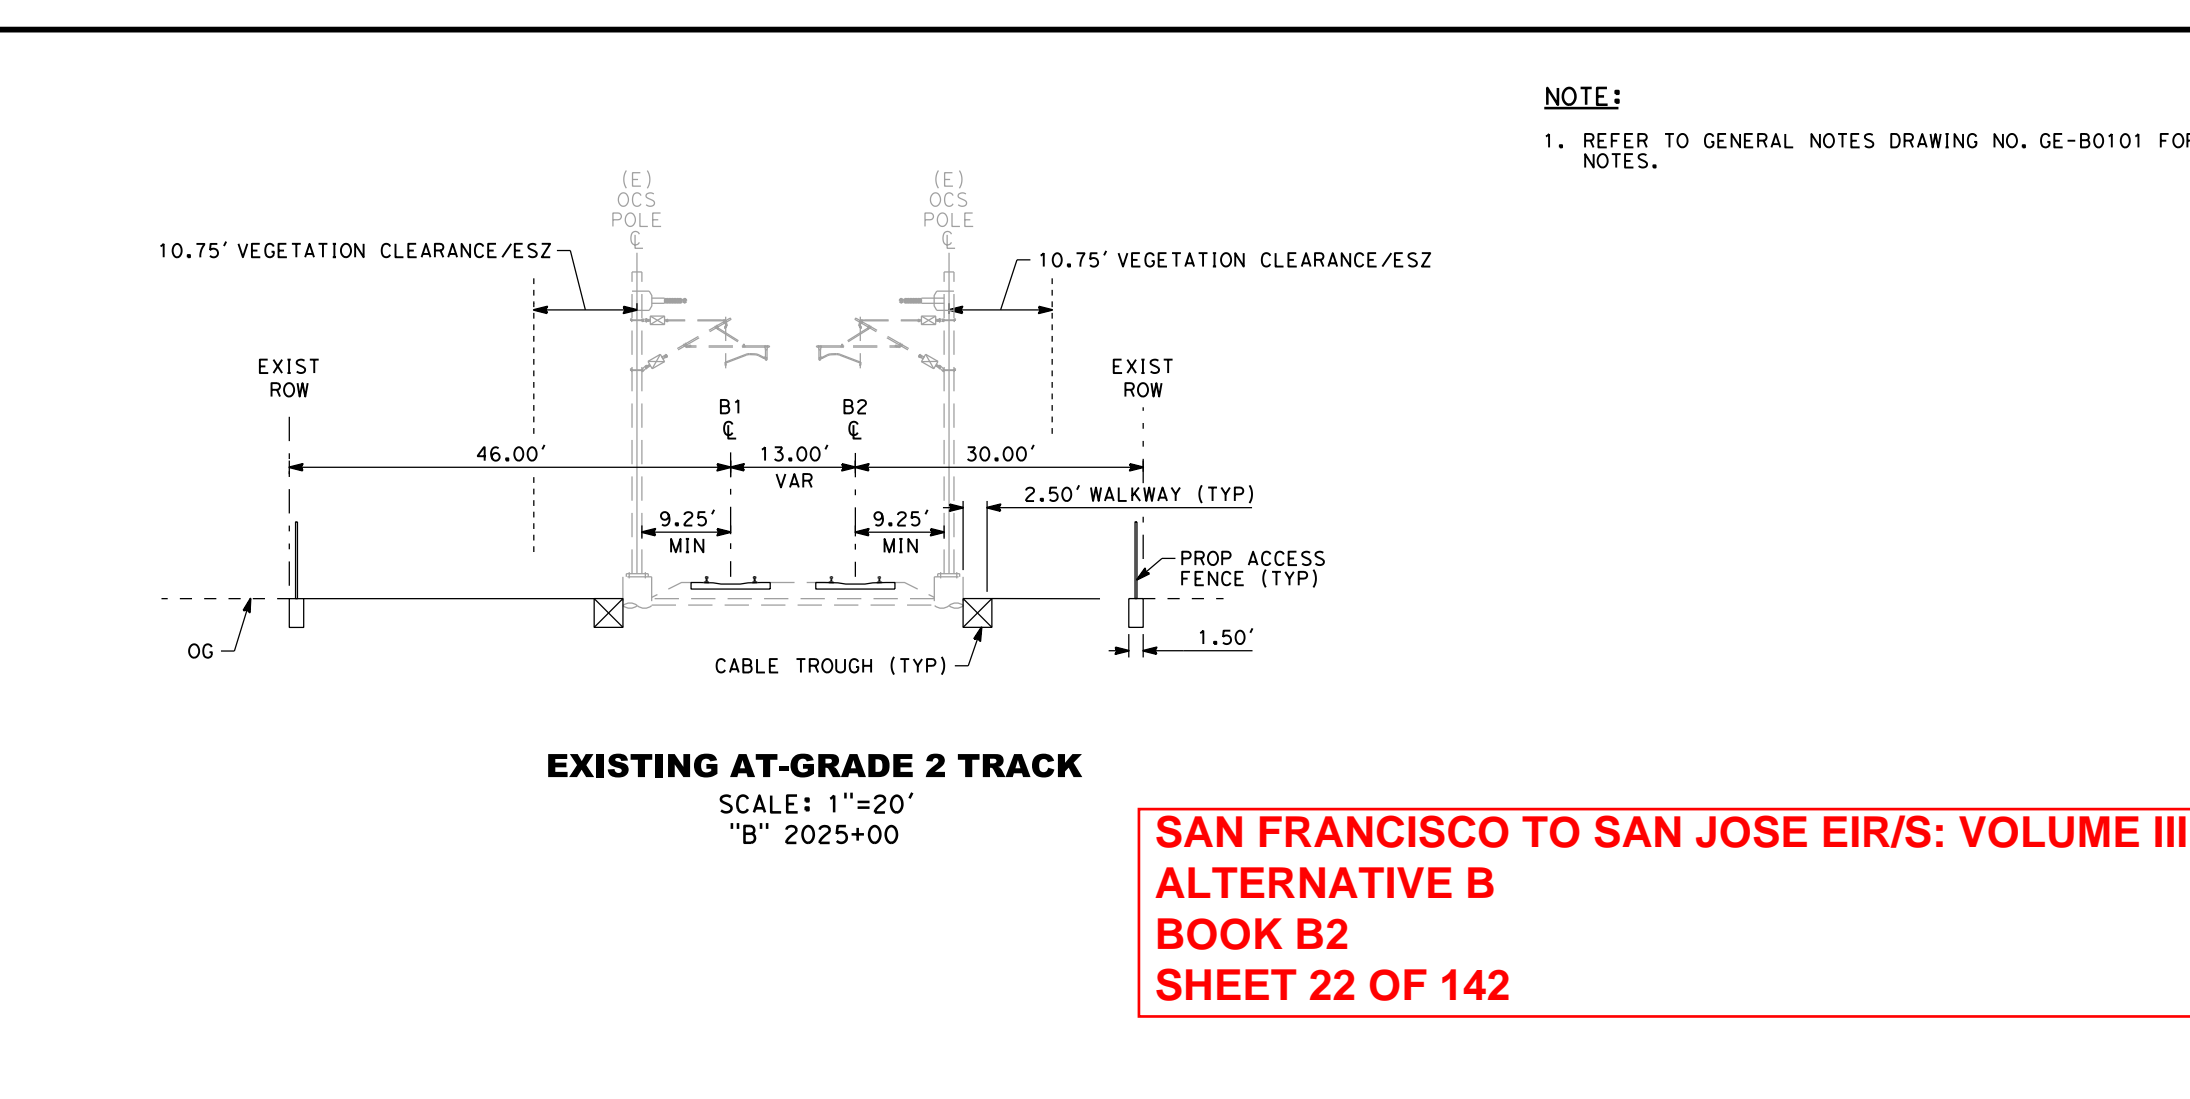 NOTE:
1. REFER TO GENERAL NOTES DRAWING NO. GE-B0101 FOR
NOTES.
(E)
OCS
POLE
℄
(E)
OCS
POLE
℄
10.75' VEGETATION CLEARANCE/ESZ
10.75' VEGETATION CLEARANCE/ESZ
EXIST
ROW
EXIST
ROW
B1
℄
B2
℄
46.00'
13.00'
VAR
30.00'
2.50' WALKWAY (TYP)
9.25'
MIN
9.25'
MIN
PROP ACCESS
FENCE (TYP)
1.50'
OG
CABLE TROUGH (TYP)
EXISTING AT-GRADE 2 TRACK
SCALE: 1"=20'
"B" 2025+00
SAN FRANCISCO TO SAN JOSE EIR/S: VOLUME III
ALTERNATIVE B
BOOK B2
SHEET 22 OF 142